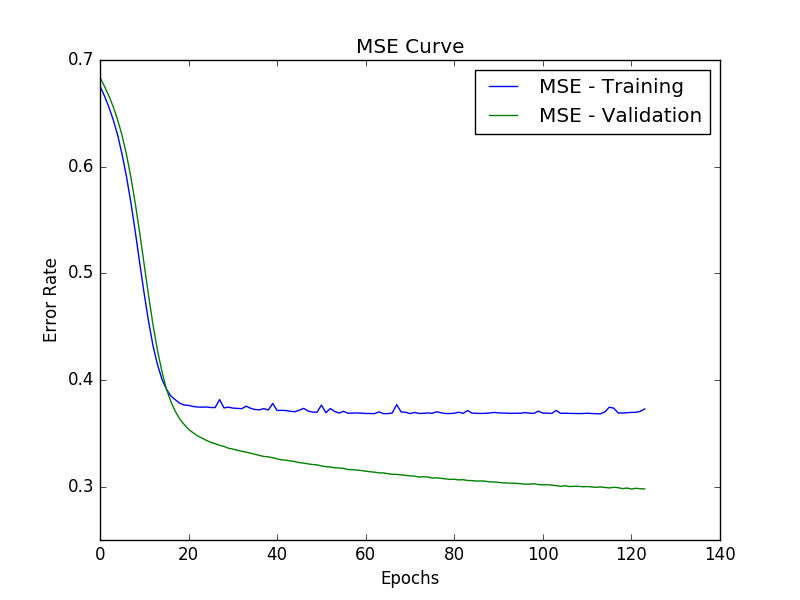 MSE Curve
0.7
MSE - Training
MSE - Validation
0.6
0.5
Error Rate
0.4
0.3
0 20 40 60 80 100 120 140
Epochs